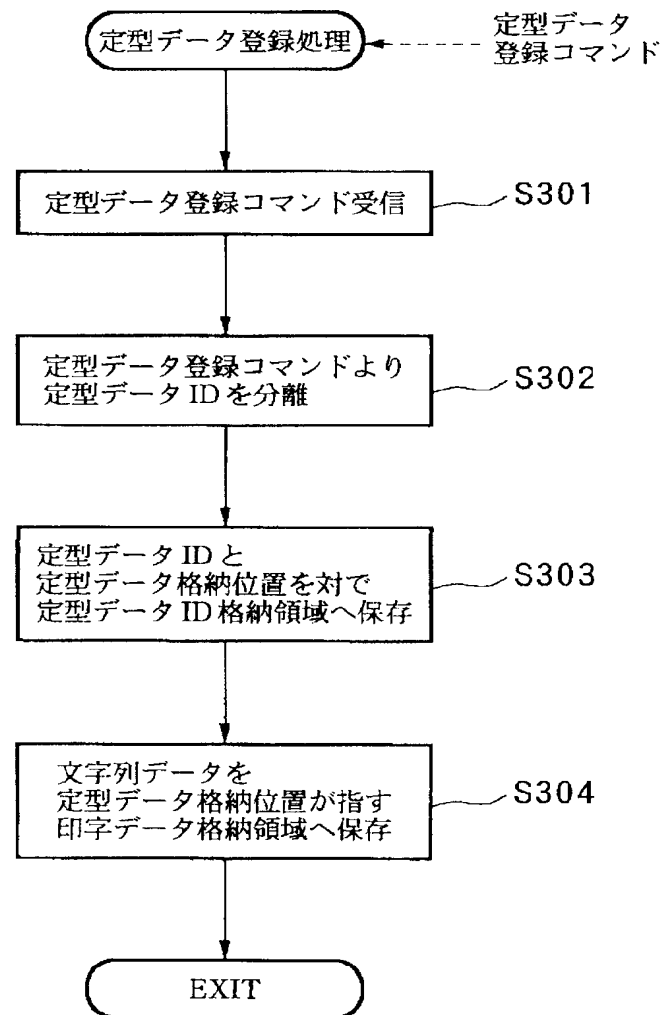 定型データ登録処理
定型データ
登録コマンド
定型データ登録コマンド受信
S301
定型データ登録コマンドより
定型データIDを分離
S302
定型データIDと
定型データ格納位置を対で
定型データID格納領域へ保存
S303
文字列データを
定型データ格納位置が指す
印字データ格納領域へ保存
S304
EXIT